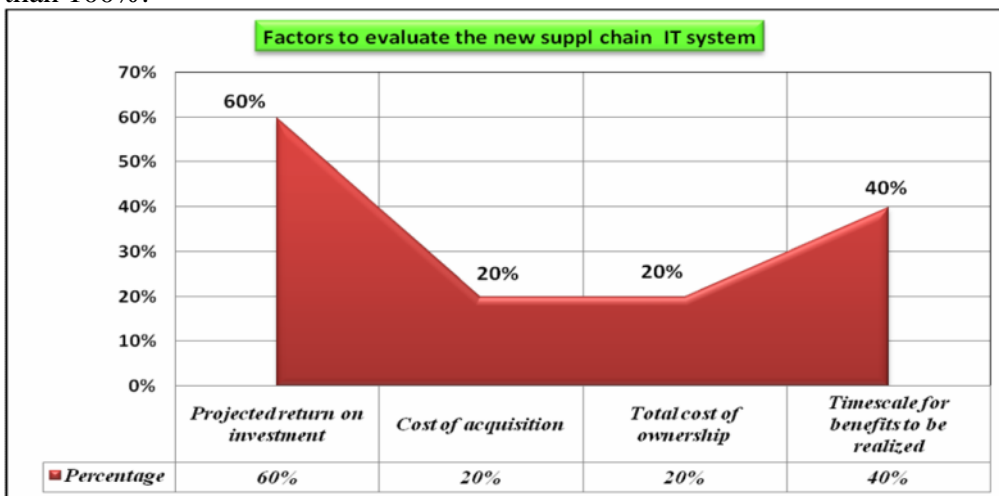 than 100%.
Factors to evaluate the new suppl chain IT system
70%
60%
50%
40%
30%
20%
10%
0%
60%
20%
20%
40%
Projected return on
investment
Cost of acquisition
Total cost of
ownership
Timescale for
benefits to be
realized
Percentage
60%
20%
20%
40%